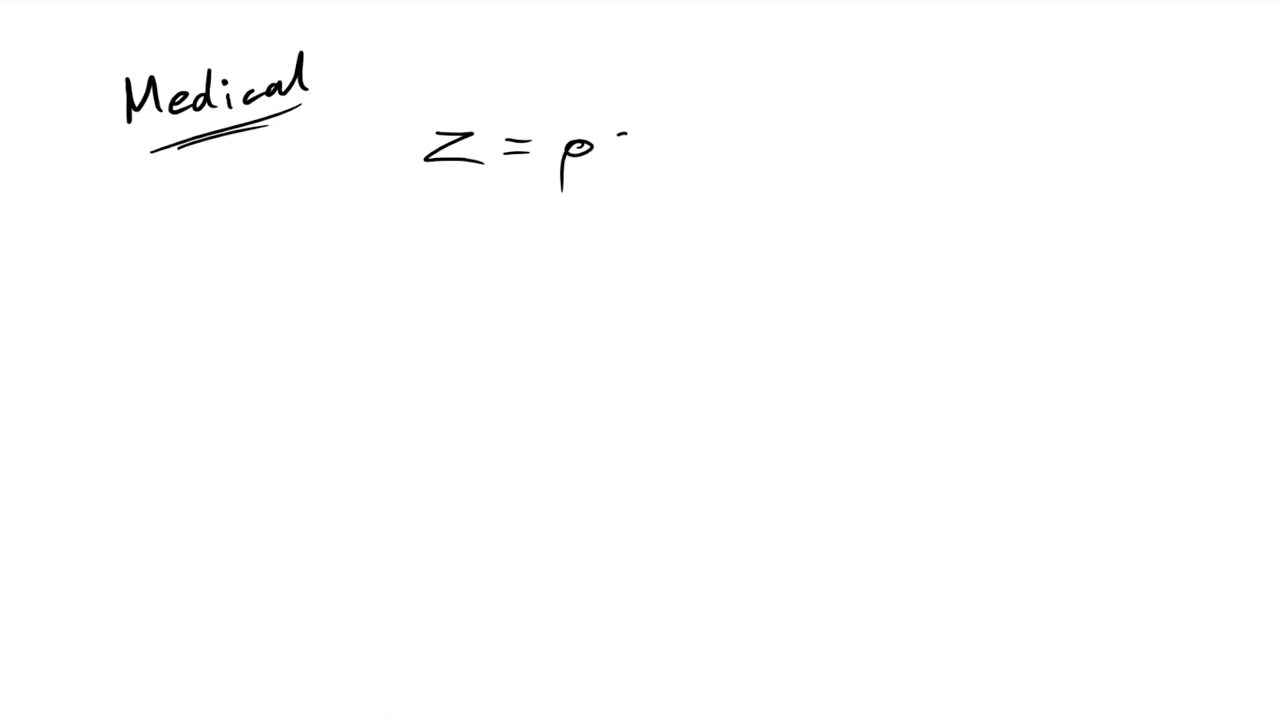 Medical
Z = ρ